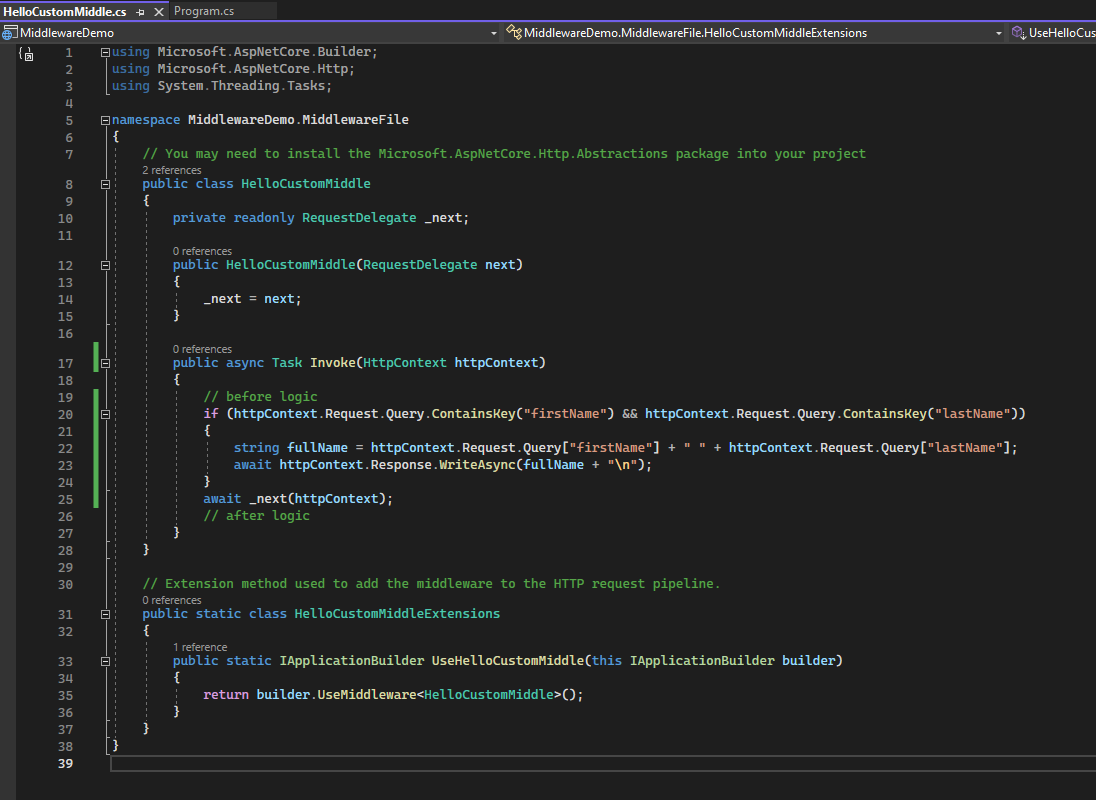 HelloCustomMiddle.cs Program.cs
MiddlewareDemo MiddlewareDemo.MiddlewareFile.HelloCustomMiddleExtensions UseHelloCus
1 using Microsoft.AspNetCore.Builder;
2 using Microsoft.AspNetCore.Http;
3 using System.Threading.Tasks;
4
5 namespace MiddlewareDemo.MiddlewareFile
6 {
7 // You may need to install the Microsoft.AspNetCore.Http.Abstractions package into your project
2 references
8 public class HelloCustomMiddle
9 {
10 private readonly RequestDelegate _next;
11
0 references
12 public HelloCustomMiddle(RequestDelegate next)
13 {
14 _next = next;
15 }
16
0 references
17 public async Task Invoke(HttpContext httpContext)
18 {
19 // before logic
20 if (httpContext.Request.Query.ContainsKey("firstName") && httpContext.Request.Query.ContainsKey("lastName"))
21 {
22 string fullName = httpContext.Request.Query["firstName"] + " " + httpContext.Request.Query["lastName"];
23 await httpContext.Response.WriteAsync(fullName + "\n");
24 }
25 await _next(httpContext);
26 // after logic
27 }
28 }
29
30 // Extension method used to add the middleware to the HTTP request pipeline.
0 references
31 public static class HelloCustomMiddleExtensions
32 {
1 reference
33 public static IApplicationBuilder UseHelloCustomMiddle(this IApplicationBuilder builder)
34 {
35 return builder.UseMiddleware<HelloCustomMiddle>();
36 }
37 }
38 }
39